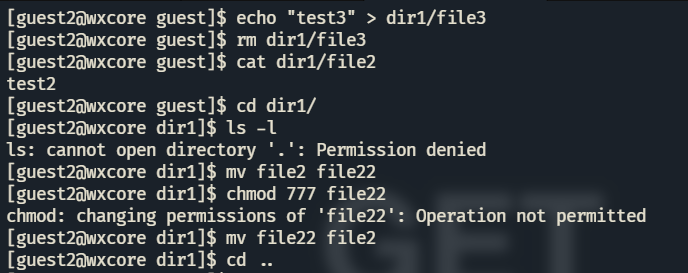 [guest2@wxcore guest]$ echo "test3" > dir1/file3
[guest2@wxcore guest]$ rm dir1/file3
[guest2@wxcore guest]$ cat dir1/file2
test2
[guest2@wxcore guest]$ cd dir1/
[guest2@wxcore dir1]$ ls -l
ls: cannot open directory '.': Permission denied
[guest2@wxcore dir1]$ mv file2 file22
[guest2@wxcore dir1]$ chmod 777 file22
chmod: changing permissions of 'file22': Operation not permitted
[guest2@wxcore dir1]$ mv file22 file2
[guest2@wxcore dir1]$ cd ..
GET